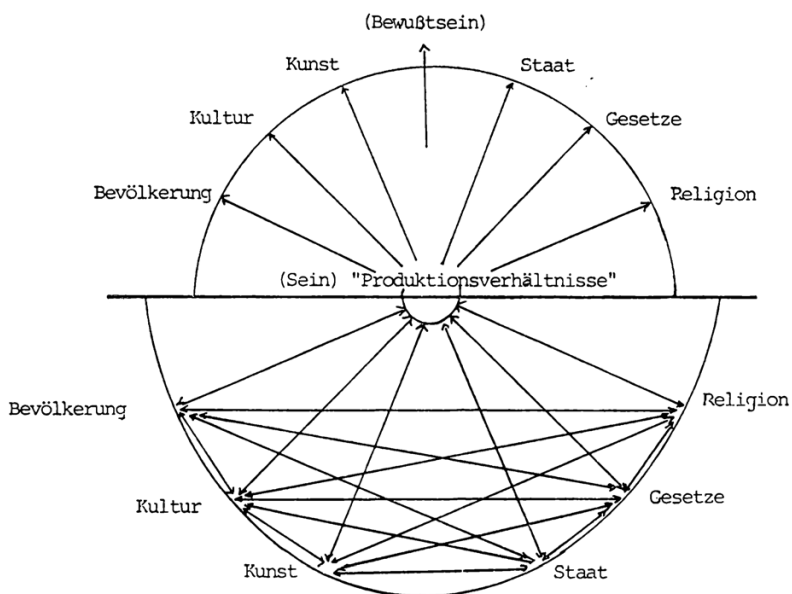 (Bewußtsein)
Kunst
Staat
Kultur
Gesetze
Bevölkerung
Religion
(Sein) "Produktionsverhältnisse"
Bevölkerung
Religion
Kultur
Gesetze
Kunst
Staat